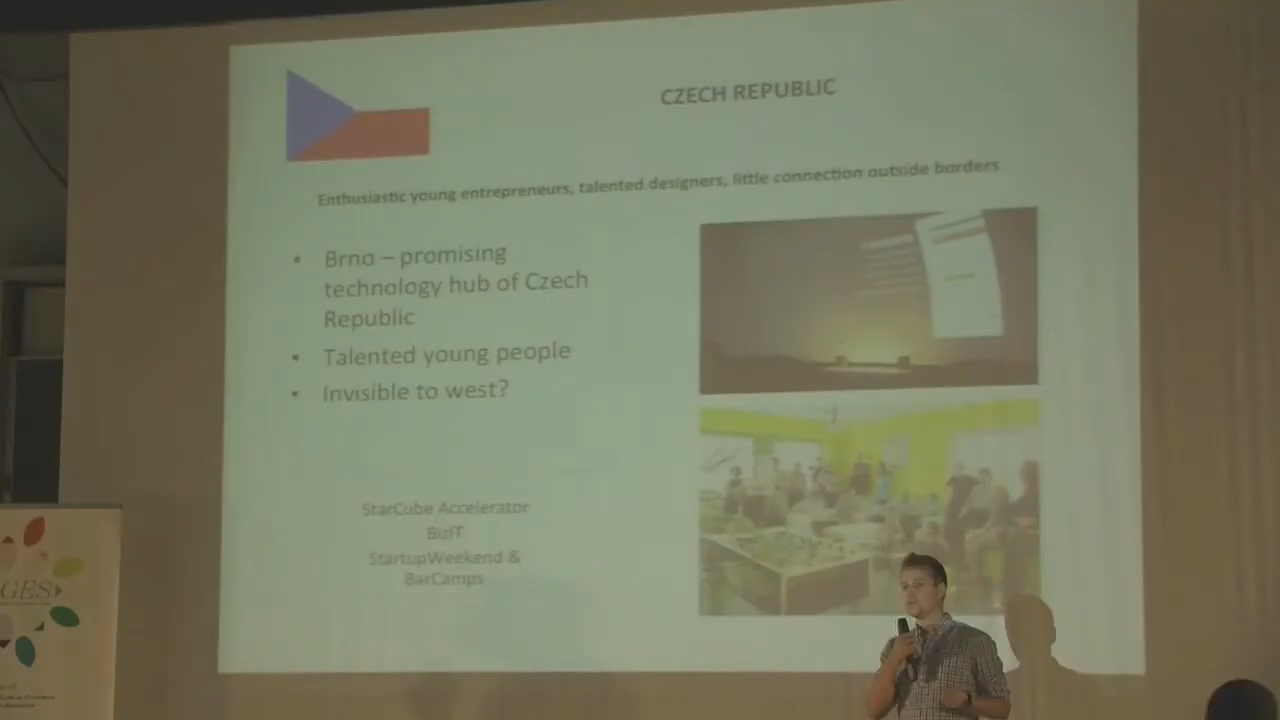 CZECH REPUBLIC
Enthusiastic young entrepreneurs, talented designers, little connection outside borders
• Brno – promising
technology hub of Czech
Republic
• Talented young people
• Invisible to west?
StarCube Accelerator
BizIT
StartupWeekend &
BarCamps
GES